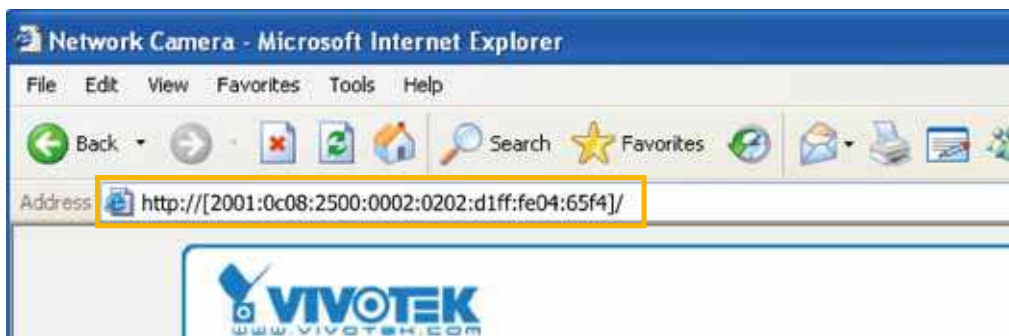 Network Camera - Microsoft Internet Explorer
File Edit View Favorites Tools Help
Back Search Favorites
Address http://[2001:0c08:2500:0002:0202:d1ff:fe04:65f4]/
VIVOTEK
www.vivotek.com